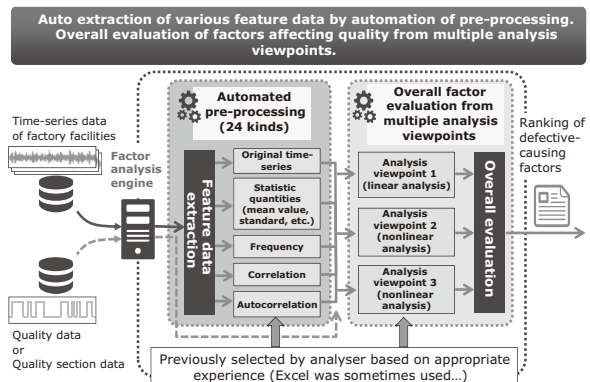 Auto extraction of various feature data by automation of pre-processing.
Overall evaluation of factors affecting quality from multiple analysis
viewpoints.
Automated
pre-processing
(24 kinds)
Overall factor
evaluation from
multiple analysis
viewpoints
Time-series data
of factory facilities
Factor
analysis
engine
Feature data
extraction
Original time-
series
Statistic
quantities
(mean value,
standard, etc.)
Frequency
Correlation
Autocorrelation
Analysis
viewpoint 1
(linear analysis)
Analysis
viewpoint 2
(nonlinear
analysis)
Analysis
viewpoint 3
(nonlinear
analysis)
Overall evaluation
Ranking of
defective-
causing
factors
Quality data
or
Quality section data
Previously selected by analyser based on appropriate
experience (Excel was sometimes used...)